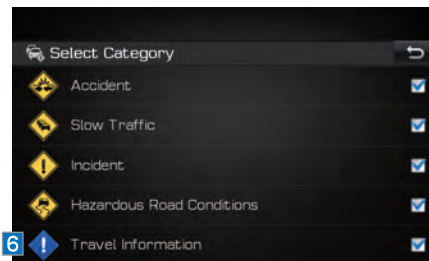 Select Category
Accident
Slow Traffic
Incident
Hazardous Road Conditions
6 Travel Information